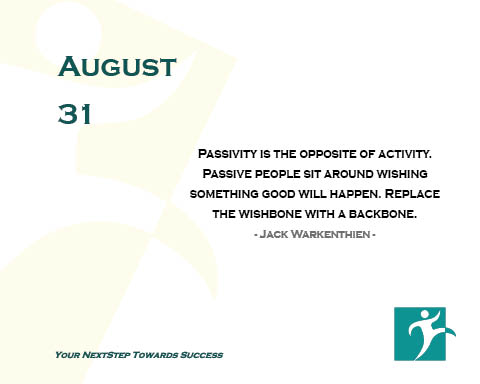 August
31
Passivity is the opposite of activity.
Passive people sit around wishing
something good will happen. Replace
the wishbone with a backbone.
- Jack Warkenthien -
Your NextStep Towards Success